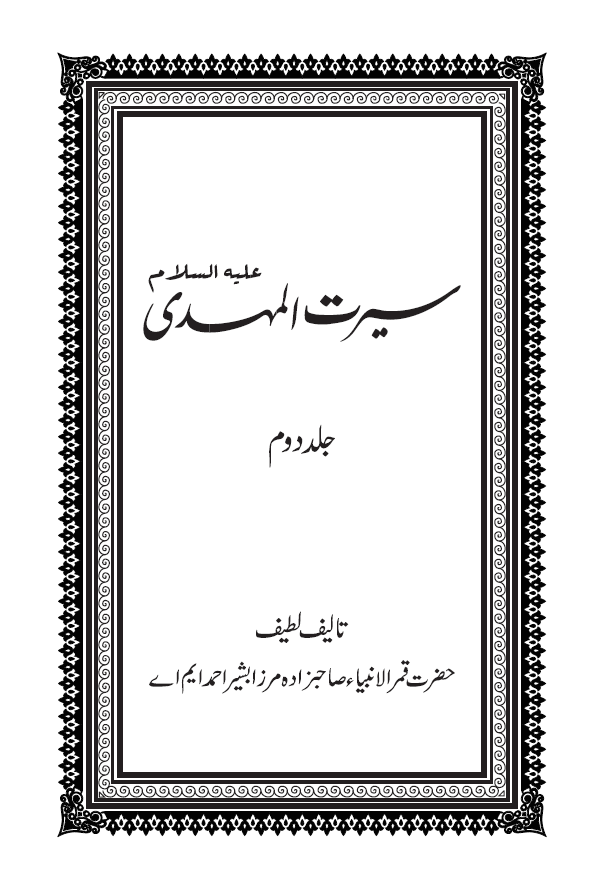 سیرت المہدی علیہ السلام
جلد دوم
تالیف لطیف
حضرت قمرالانبیاء صاحبزادہ مرزا بشیر احمد ایم اے